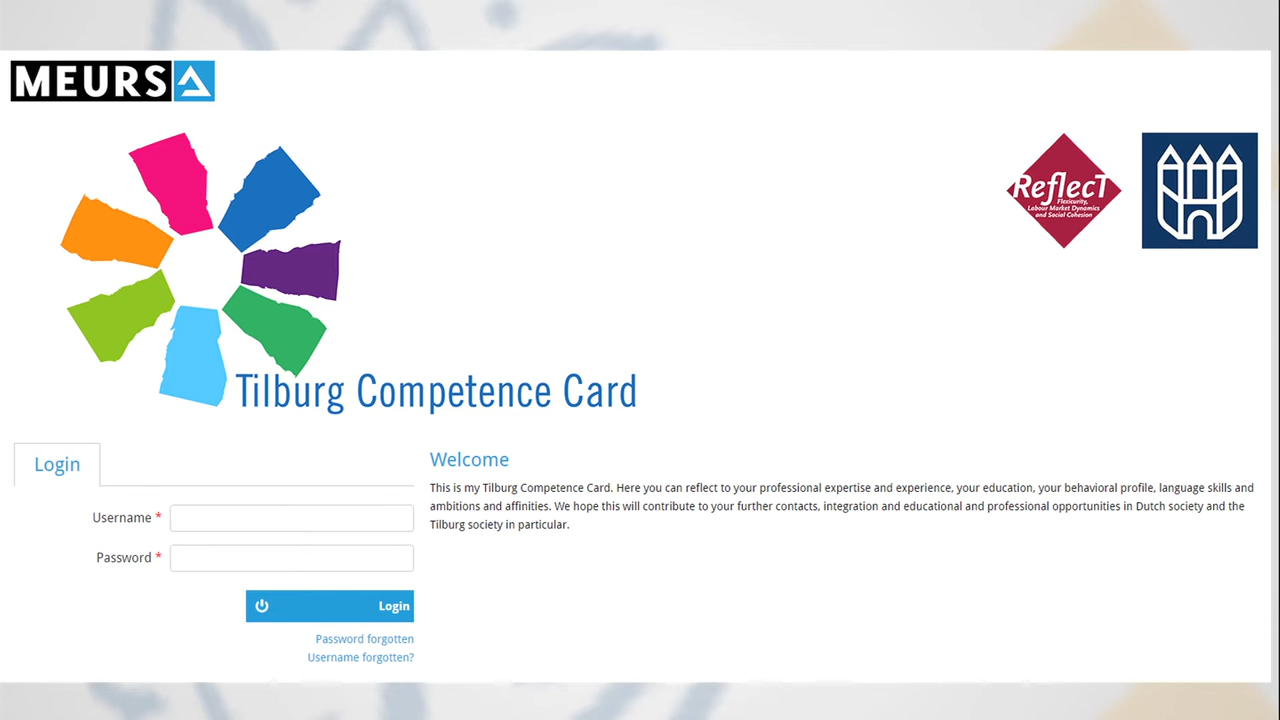 MEURS
ReflecT
Flexicurity,
Labour Market Dynamics
and Social Cohesion
Tilburg Competence Card
Login
Username *
Password *
Login
Password forgotten
Username forgotten?
Welcome
This is my Tilburg Competence Card. Here you can reflect to your professional expertise and experience, your education, your behavioral profile, language skills and
ambitions and affinities. We hope this will contribute to your further contacts, integration and educational and professional opportunities in Dutch society and the
Tilburg society in particular.